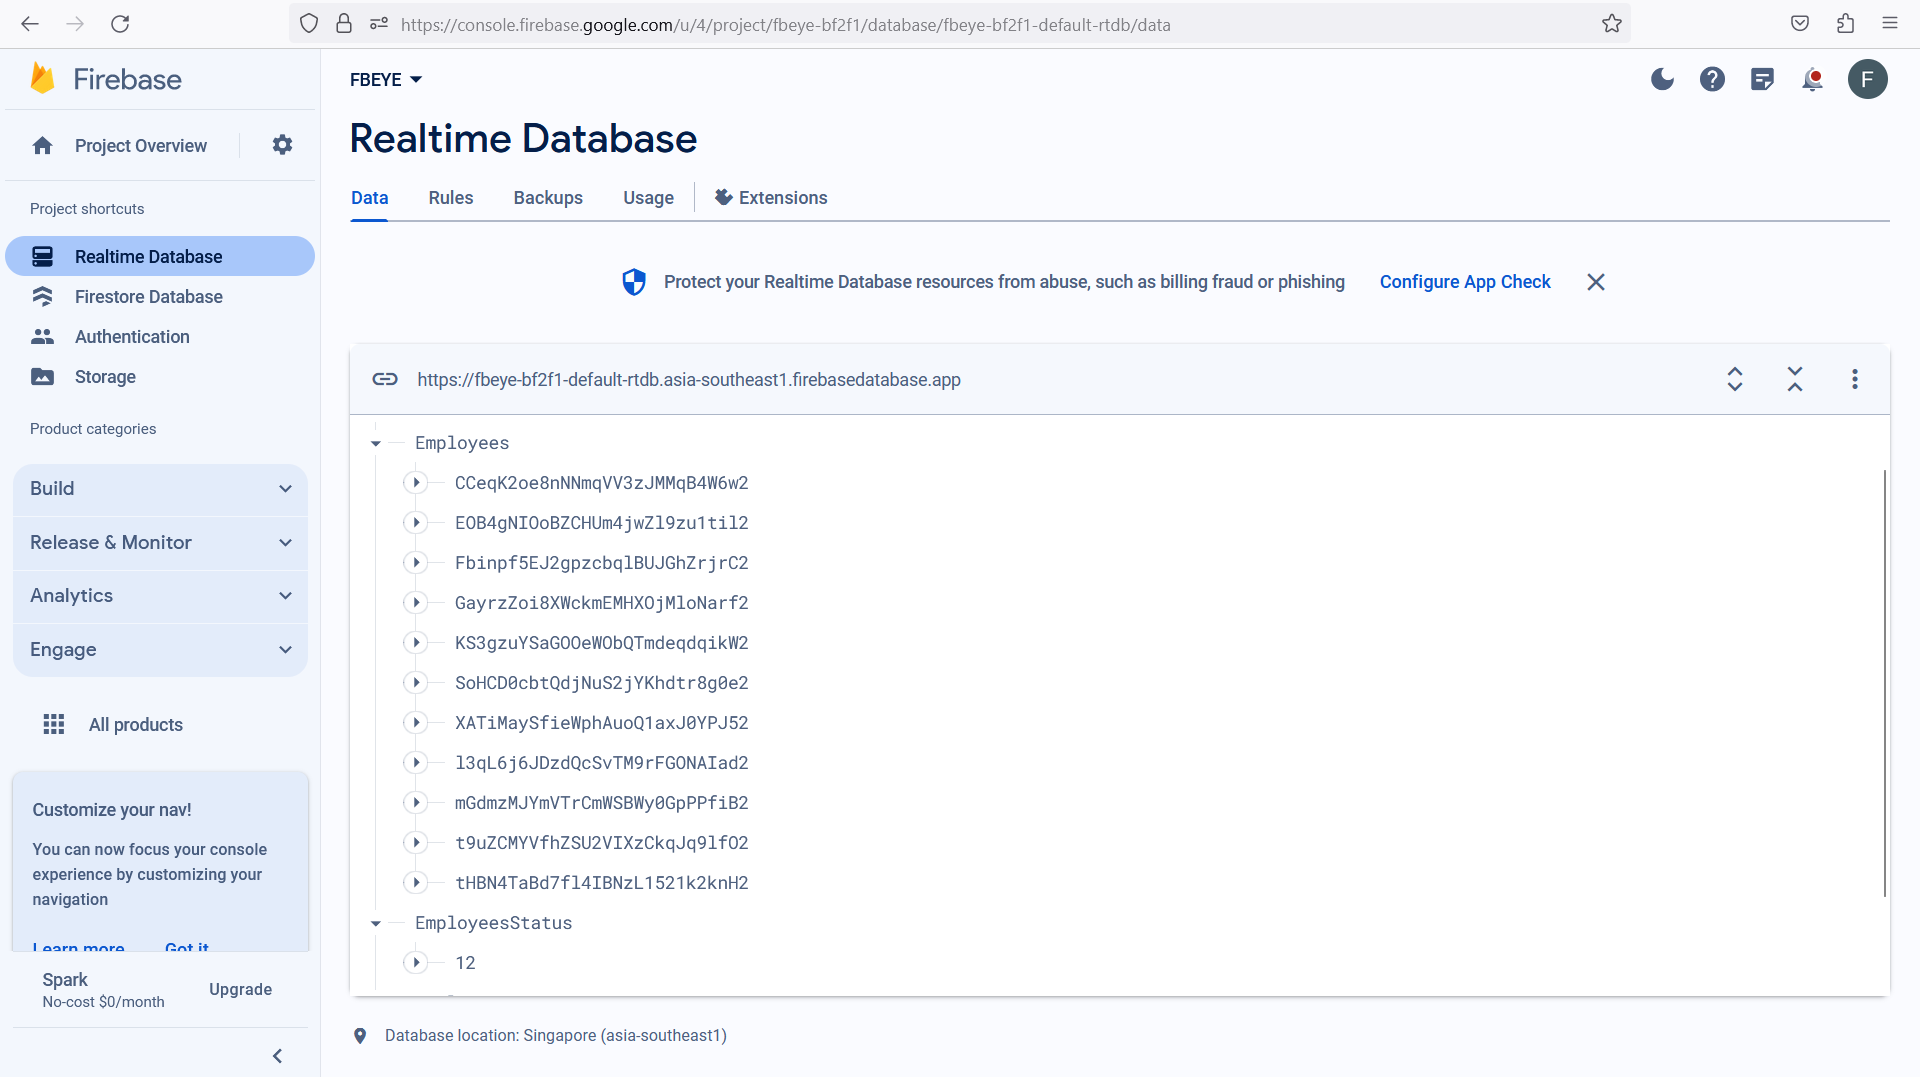 https://console.firebase.google.com/u/4/project/fbeye-bf2f1/database/fbeye-bf2f1-default-rtdb/data
Firebase
FBEYE
F
Project Overview
Realtime Database
Data
Rules
Backups
Usage
Extensions
Project shortcuts
Realtime Database
Firestore Database
Authentication
Storage
Product categories
Build
Release & Monitor
Analytics
Engage
All products
Customize your nav!
You can now focus your console
experience by customizing your
navigation
Learn more
Got it
Spark
No-cost $0/month
Upgrade
Protect your Realtime Database resources from abuse, such as billing fraud or phishing
Configure App Check
https://fbeye-bf2f1-default-rtdb.asia-southeast1.firebasedatabase.app
Employees
CCeqK2oe8nNNmqVV3zJMMqB4W6w2
EOB4gNIOoBZCHUm4jwZl9zu1til2
Fbinpf5EJ2gpzcbqlBUJGhZrjrC2
GayrzZoi8XWckmEMHXOjMloNarf2
KS3gzuYSaGOOeWObQTmdeqdqikW2
SoHCD0cbtQdjNuS2jYKhdtr8g0e2
XATiMaySfieWphAuoQ1axJ0YPJ52
l3qL6j6JDzdQcSvTM9rFGONAIad2
mGdmzMJYmVTrCmWSBWy0GpPPfiB2
t9uZCMYVfhZSU2VIXzCkqJq9lfO2
tHBN4TaBd7fl4IBNzL1521k2knH2
EmployeesStatus
12
Database location: Singapore (asia-southeast1)